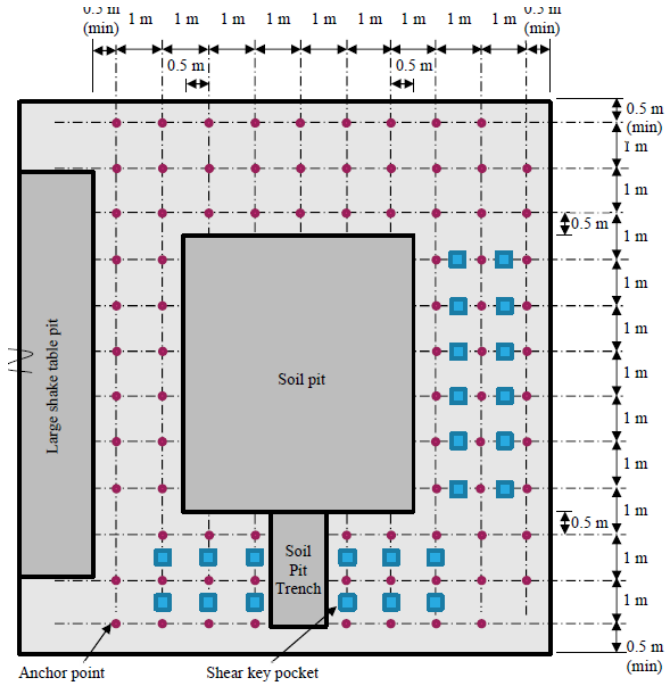 0.5 m
(min)
1 m 1 m 1 m 1 m 1 m 1 m 1 m 1 m 1 m
0.5 m
(min)
0.5 m
0.5 m
0.5 m
(min)
1 m
1 m
0.5 m
1 m
1 m
1 m
1 m
1 m
1 m
1 m
0.5 m
1 m
1 m
0.5 m
(min)
Large shake table pit
Soil pit
Soil
Pit
Trench
Anchor point
Shear key pocket